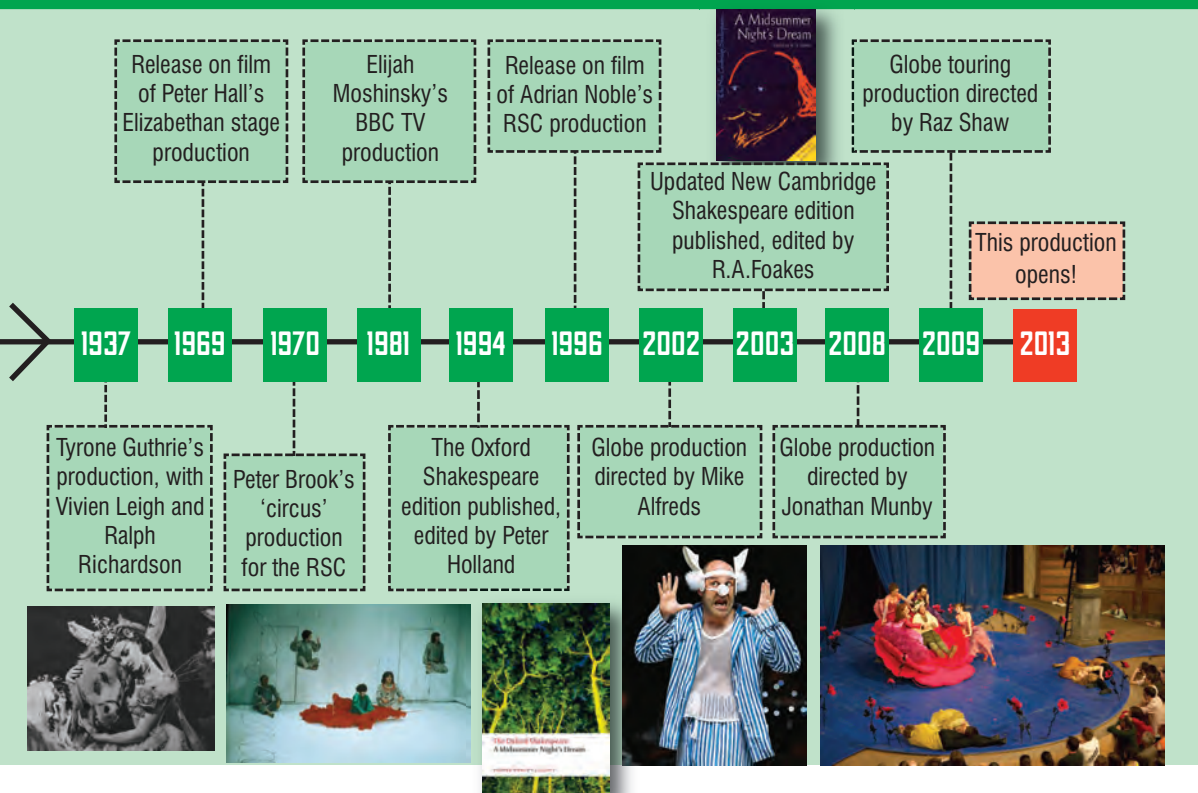 A Midsummer
Night's Dream
Release on film
of Peter Hall's
Elizabethan stage
production
Elijah
Moshinsky's
BBC TV
production
Release on film
of Adrian Noble's
RSC production
Updated New Cambridge
Shakespeare edition
published, edited by
R.A.Foakes
Globe touring
production directed
by Raz Shaw
This production
opens!
1937
1969
1970
1981
1994
1996
2002
2003
2008
2009
2013
Tyrone Guthrie's
production, with
Vivien Leigh and
Ralph
Richardson
Peter Brook's
‘circus’
production
for the RSC
The Oxford
Shakespeare
edition published,
edited by Peter
Holland
Globe production
directed by Mike
Alfreds
Globe production
directed by
Jonathan Munby
The Oxford Shakespeare
A Midsummer Night's Dream